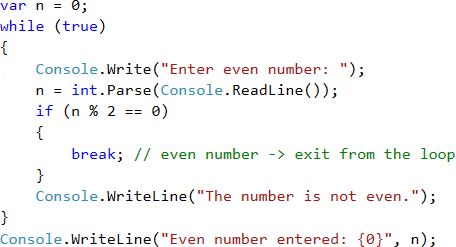 var n = 0;
while (true)
{
    Console.Write("Enter even number: ");
    n = int.Parse(Console.ReadLine());
    if (n % 2 == 0)
    {
        break; // even number -> exit from the loop
    }
    Console.WriteLine("The number is not even.");
}
Console.WriteLine("Even number entered: {0}", n);